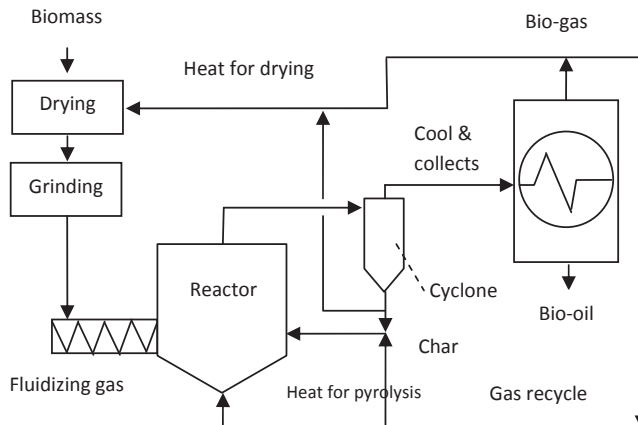 Biomass
Bio-gas
Heat for drying
Drying
Cool &
collects
Grinding
Reactor
Cyclone
Bio-oil
Char
Fluidizing gas
Heat for pyrolysis
Gas recycle